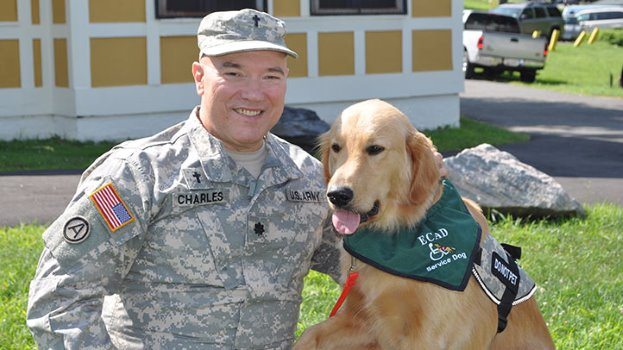 CHARLES
U.S. ARMY
ECAD
Service Dog
DO NOT PET